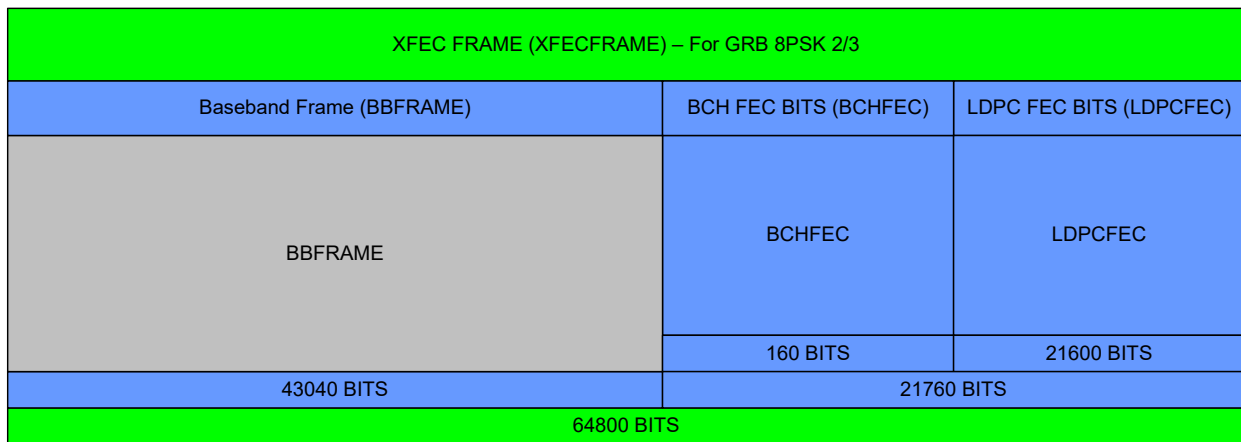 XFEC FRAME (XFECFRAME) – For GRB 8PSK 2/3
Baseband Frame (BBFRAME)
BCH FEC BITS (BCHFEC)
LDPC FEC BITS (LDPCFEC)
BBFRAME
BCHFEC
LDPCFEC
160 BITS
21600 BITS
43040 BITS
21760 BITS
64800 BITS